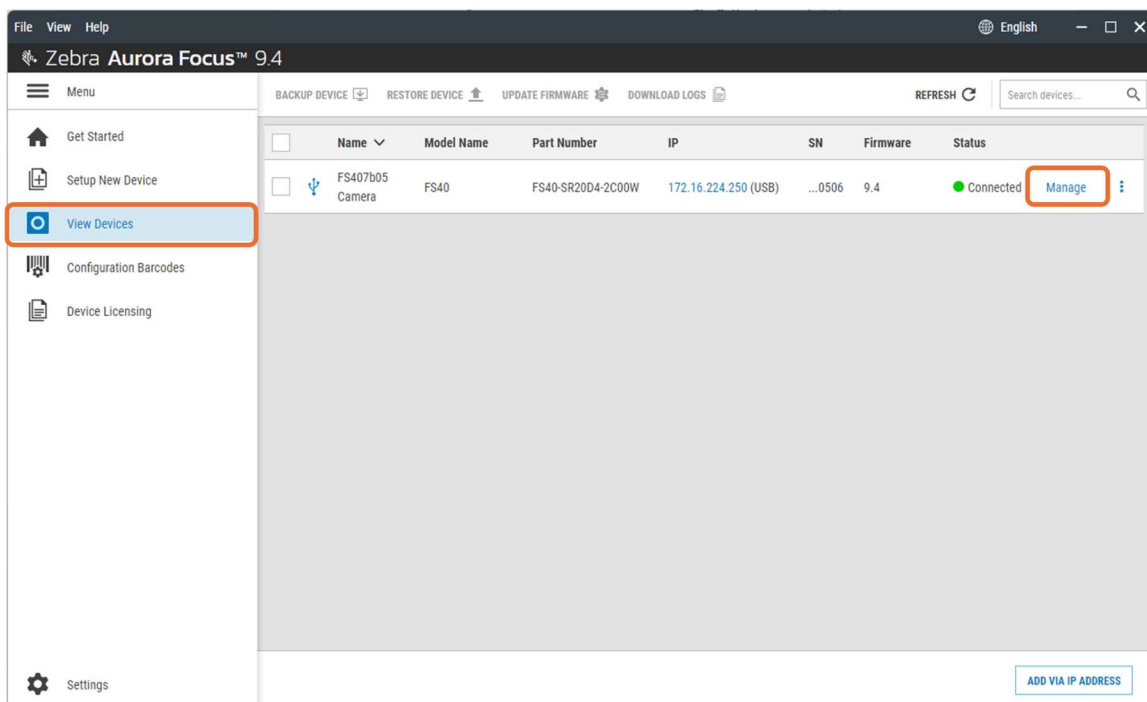 File View Help English
Zebra Aurora Focus™ 9.4
Menu
BACKUP DEVICE RESTORE DEVICE UPDATE FIRMWARE DOWNLOAD LOGS REFRESH Search devices...
Get Started
Name Model Name Part Number IP SN Firmware Status
Setup New Device
FS407b05
Camera
FS40 FS40-SR20D4-2C00W 172.16.224.250 (USB) ...0506 9.4 Connected Manage
View Devices
Configuration Barcodes
Device Licensing
Settings
ADD VIA IP ADDRESS